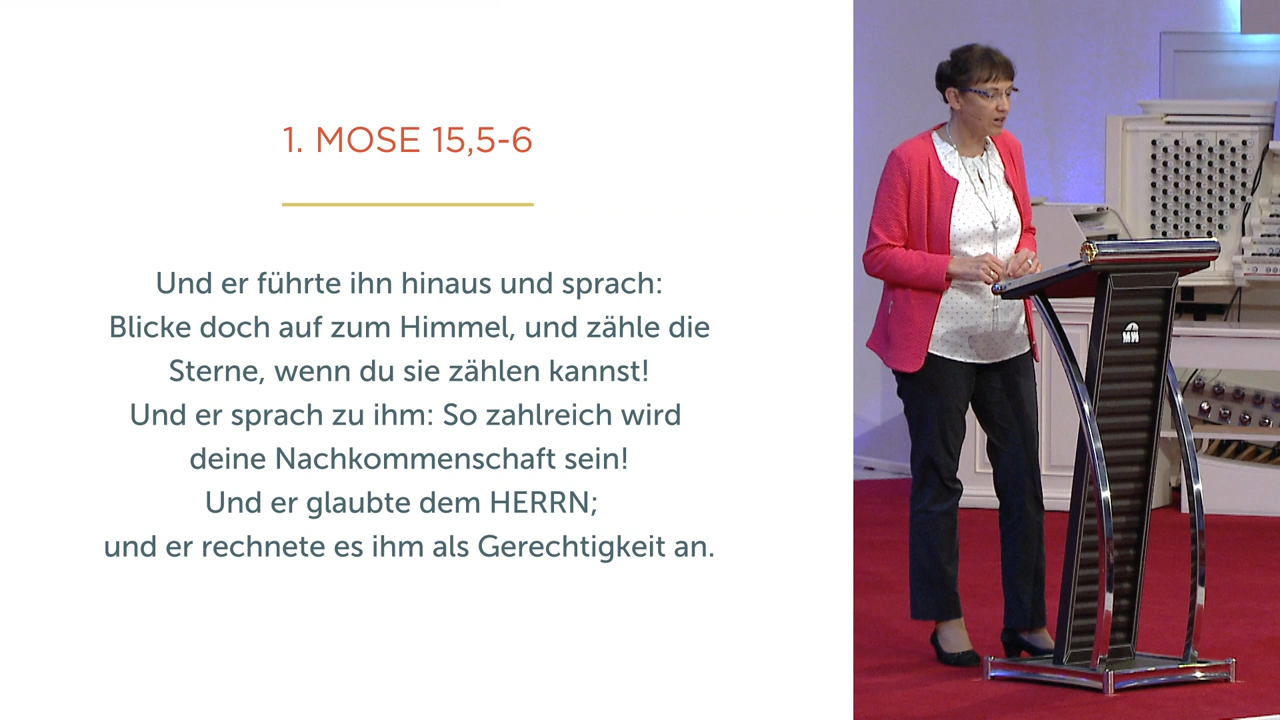 1. MOSE 15,5-6
Und er führte ihn hinaus und sprach:
Blicke doch auf zum Himmel, und zähle die
Sterne, wenn du sie zählen kannst!
Und er sprach zu ihm: So zahlreich wird
deine Nachkommenschaft sein!
Und er glaubte dem HERRN;
und er rechnete es ihm als Gerechtigkeit an.
MW